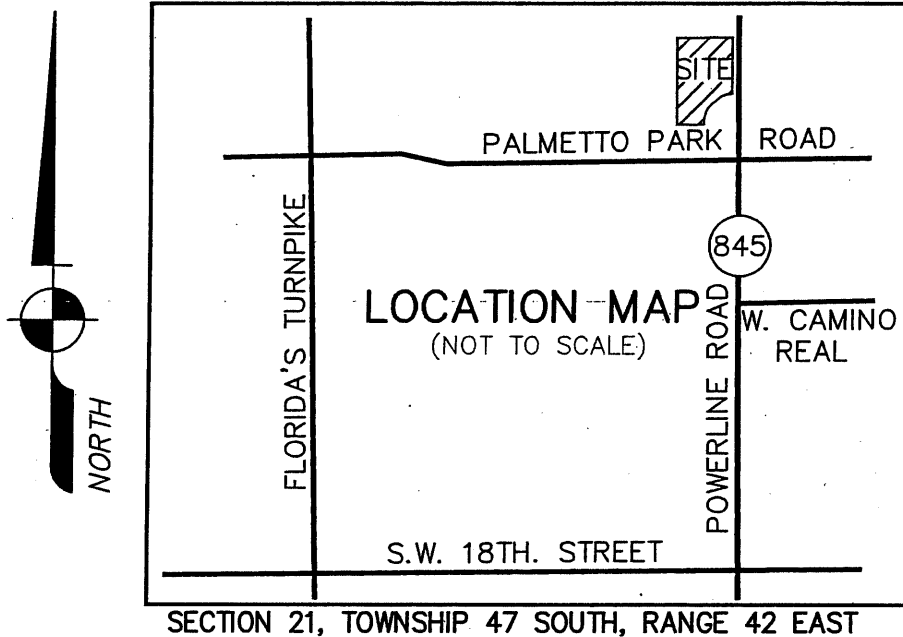 SITE
PALMETTO PARK ROAD
845
FLORIDA'S TURNPIKE
LOCATION MAP
(NOT TO SCALE)
POWERLINE ROAD
W. CAMINO
REAL
NORTH
S.W. 18TH. STREET
SECTION 21, TOWNSHIP 47 SOUTH, RANGE 42 EAST